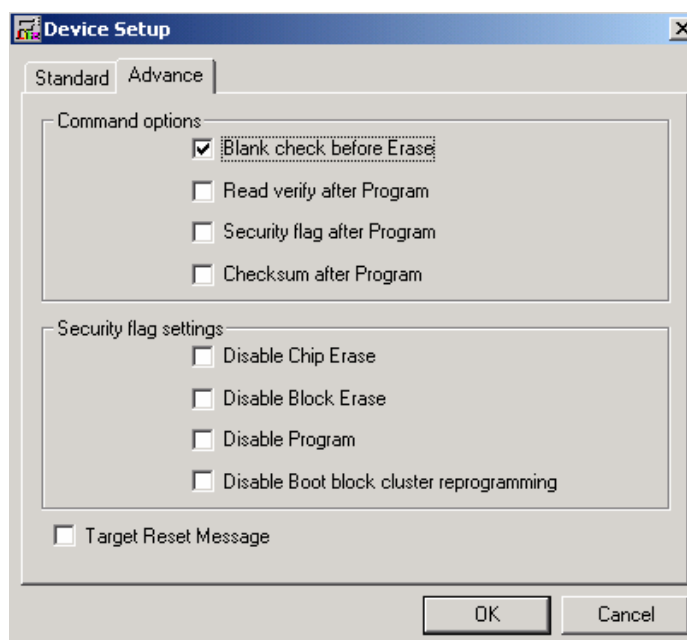 Device Setup
Standard
Advance
Command options
Blank check before Erase
Read verify after Program
Security flag after Program
Checksum after Program
Security flag settings
Disable Chip Erase
Disable Block Erase
Disable Program
Disable Boot block cluster reprogramming
Target Reset Message
OK
Cancel